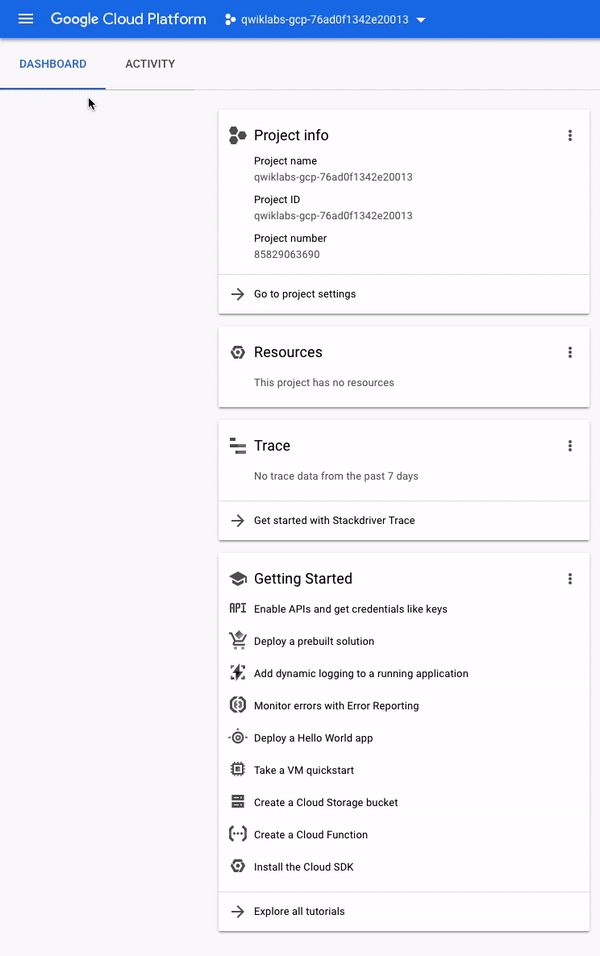 Google Cloud Platform qwiklabs-gcp-76ad0f1342e20013
DASHBOARD ACTIVITY
Project info
Project name
qwiklabs-gcp-76ad0f1342e20013
Project ID
qwiklabs-gcp-76ad0f1342e20013
Project number
85829063690
Go to project settings
Resources
This project has no resources
Trace
No trace data from the past 7 days
Get started with Stackdriver Trace
Getting Started
API Enable APIs and get credentials like keys
Deploy a prebuilt solution
Add dynamic logging to a running application
Monitor errors with Error Reporting
Deploy a Hello World app
Take a VM quickstart
Create a Cloud Storage bucket
Create a Cloud Function
Install the Cloud SDK
Explore all tutorials